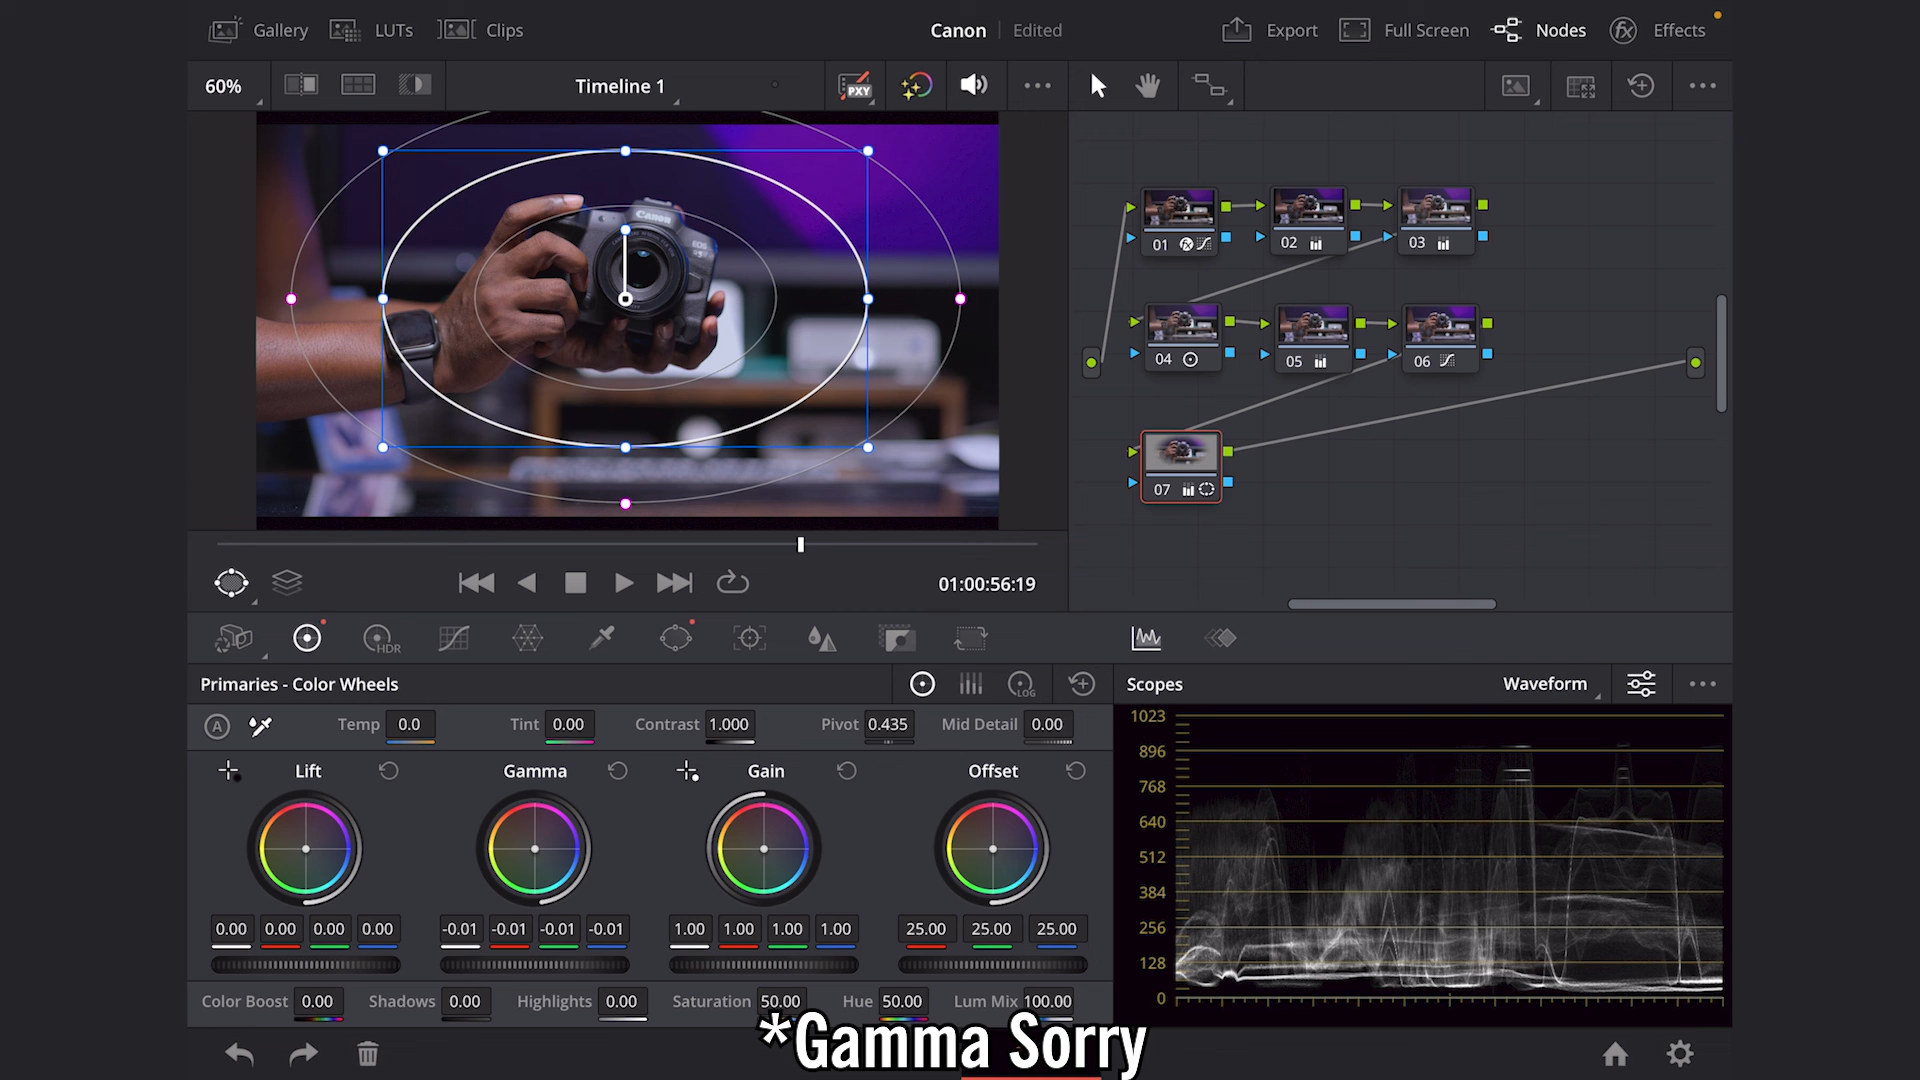 Gallery LUTs Clips Canon Edited Export Full Screen Nodes Effects
60% Timeline 1 PXY
Canon
EOS
01 02 03
04 05 06
07
01:00:56:19
HDR
Primaries - Color Wheels LOG Scopes Waveform
A Temp 0.0 Tint 0.00 Contrast 1.000 Pivot 0.435 Mid Detail 0.00
Lift Gamma Gain Offset
0.00 0.00 0.00 0.00 -0.01 -0.01 -0.01 -0.01 1.00 1.00 1.00 1.00 25.00 25.00 25.00
Color Boost 0.00 Shadows 0.00 Highlights 0.00 Saturation 50.00 Hue 50.00 Lum Mix 100.00
1023
896
768
640
512
384
256
128
0
*Gamma Sorry